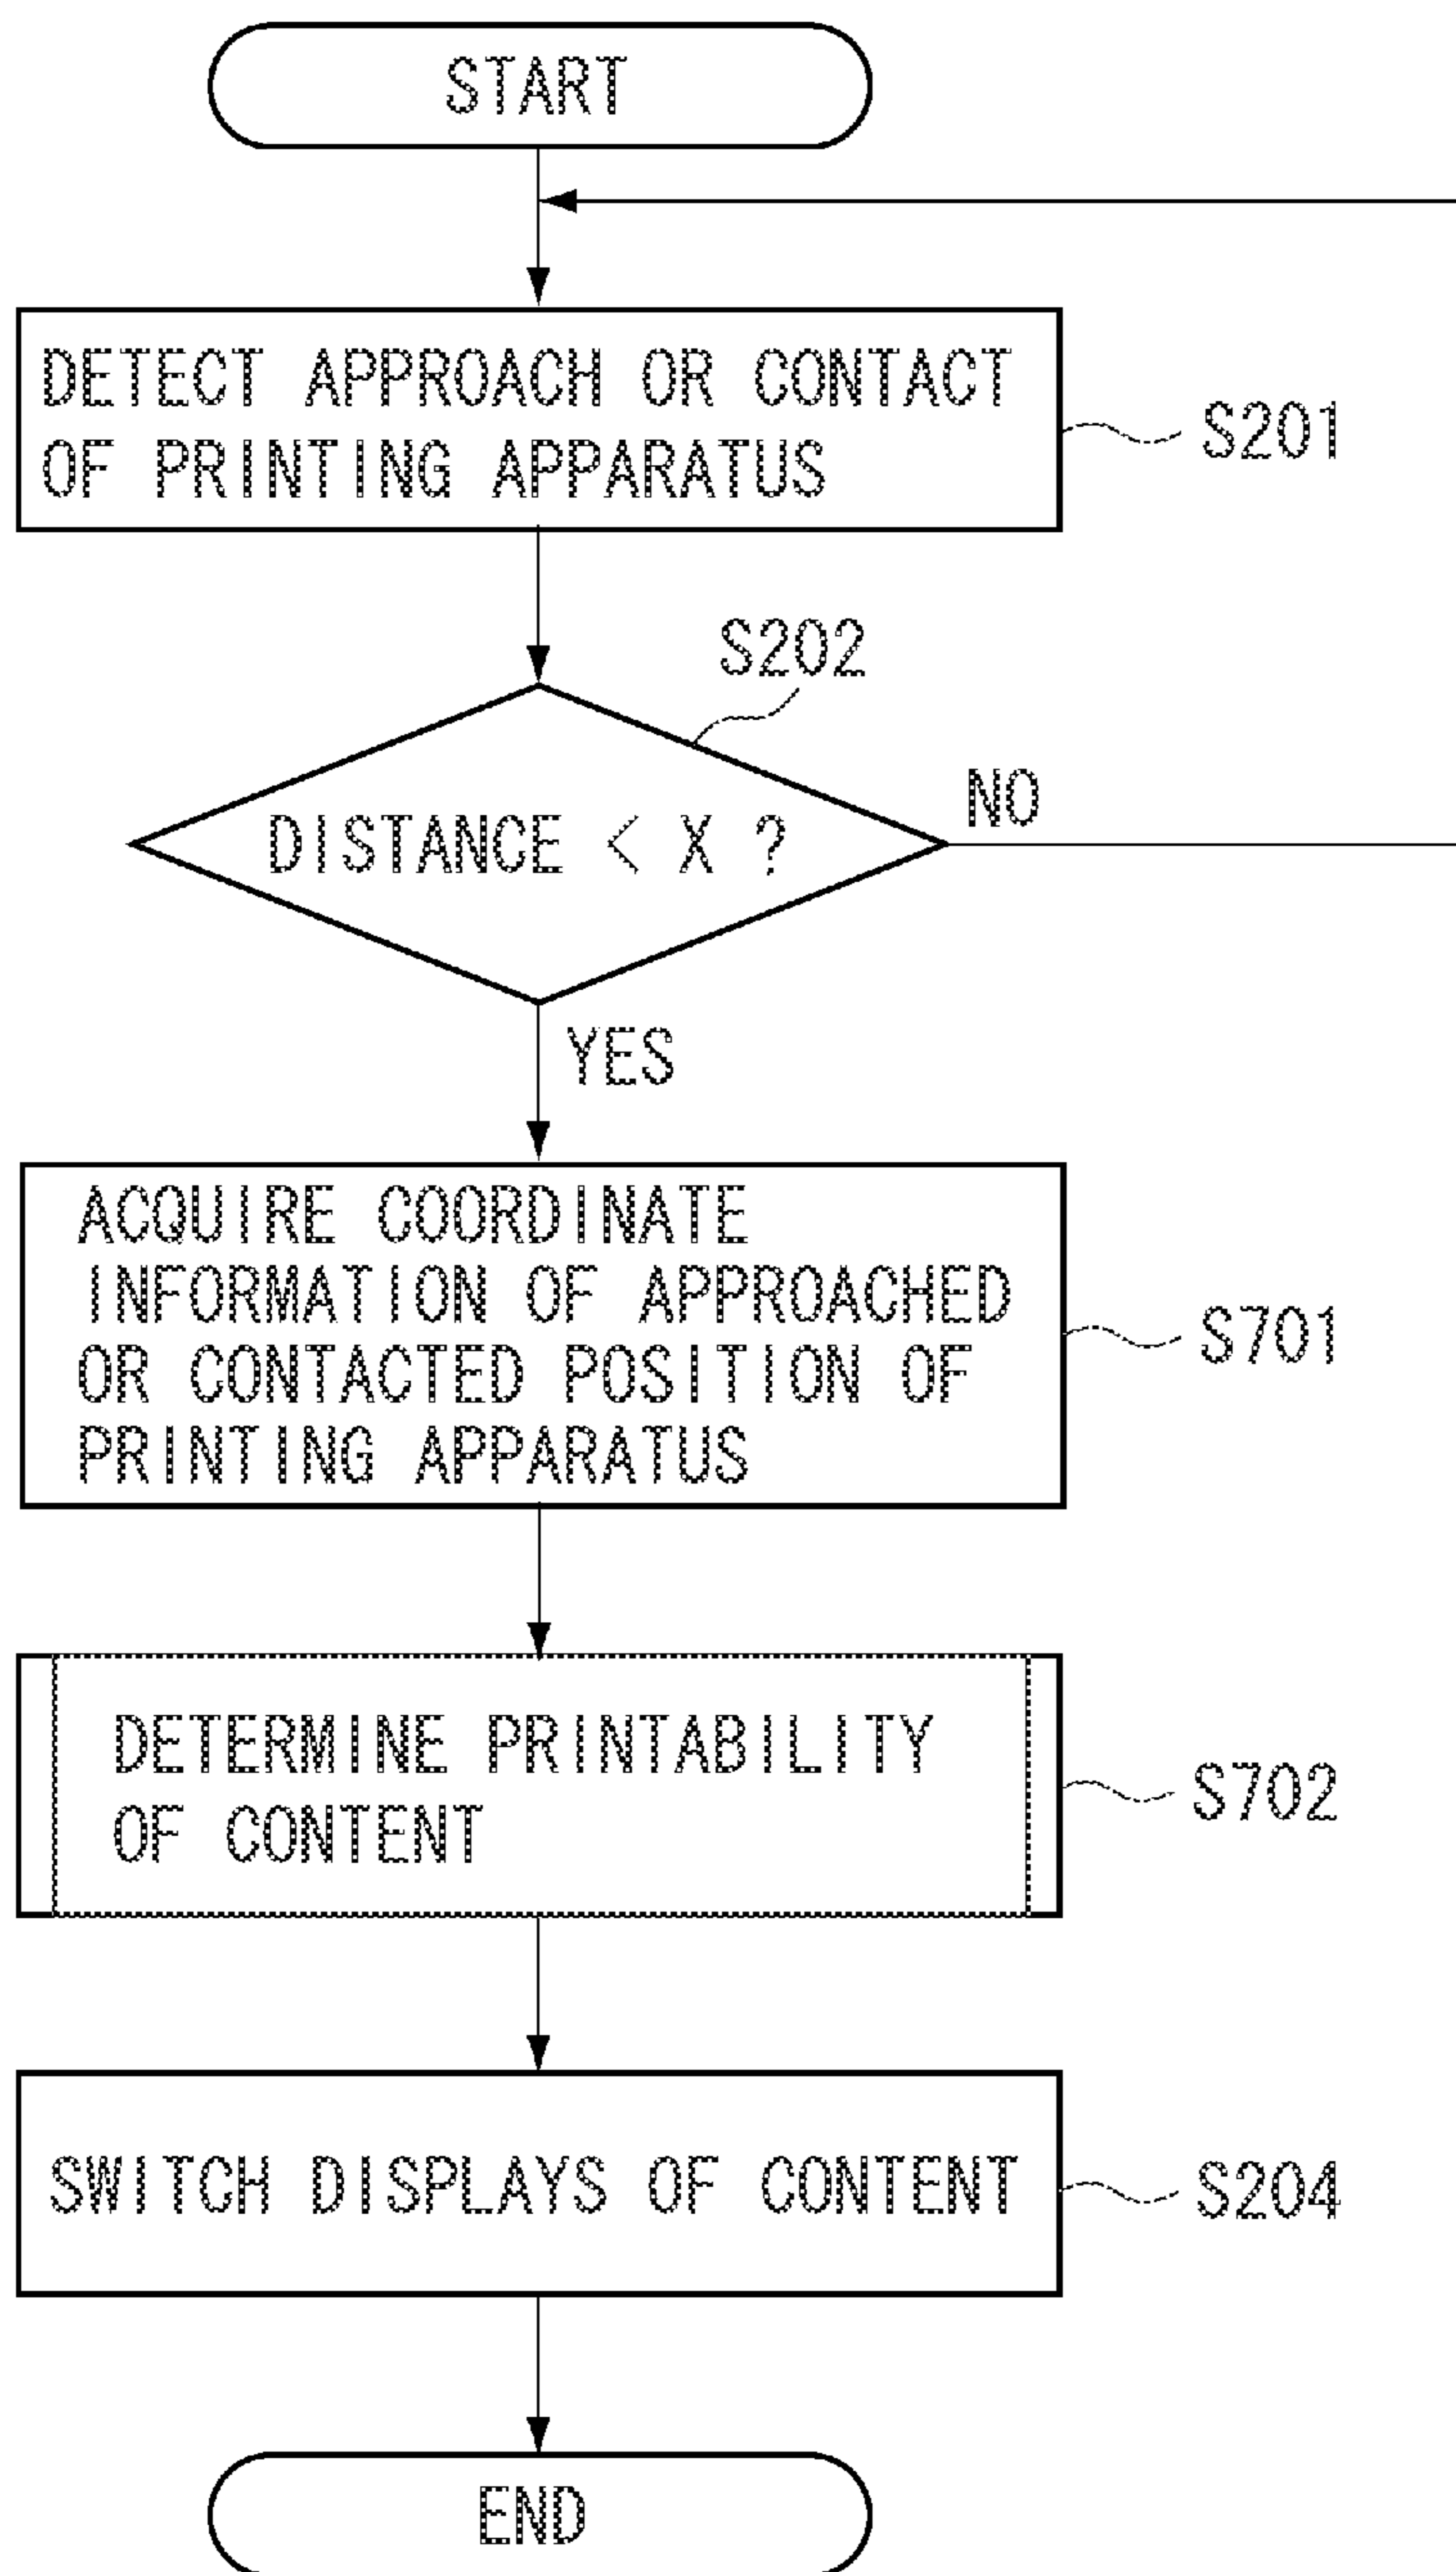 START
DETECT APPROACH OR CONTACT
OF PRINTING APPARATUS
S201
S202
DISTANCE < X ?
NO
YES
ACQUIRE COORDINATE
INFORMATION OF APPROACHED
OR CONTACTED POSITION OF
PRINTING APPARATUS
S701
DETERMINE PRINTABILITY
OF CONTENT
S702
SWITCH DISPLAYS OF CONTENT
S204
END